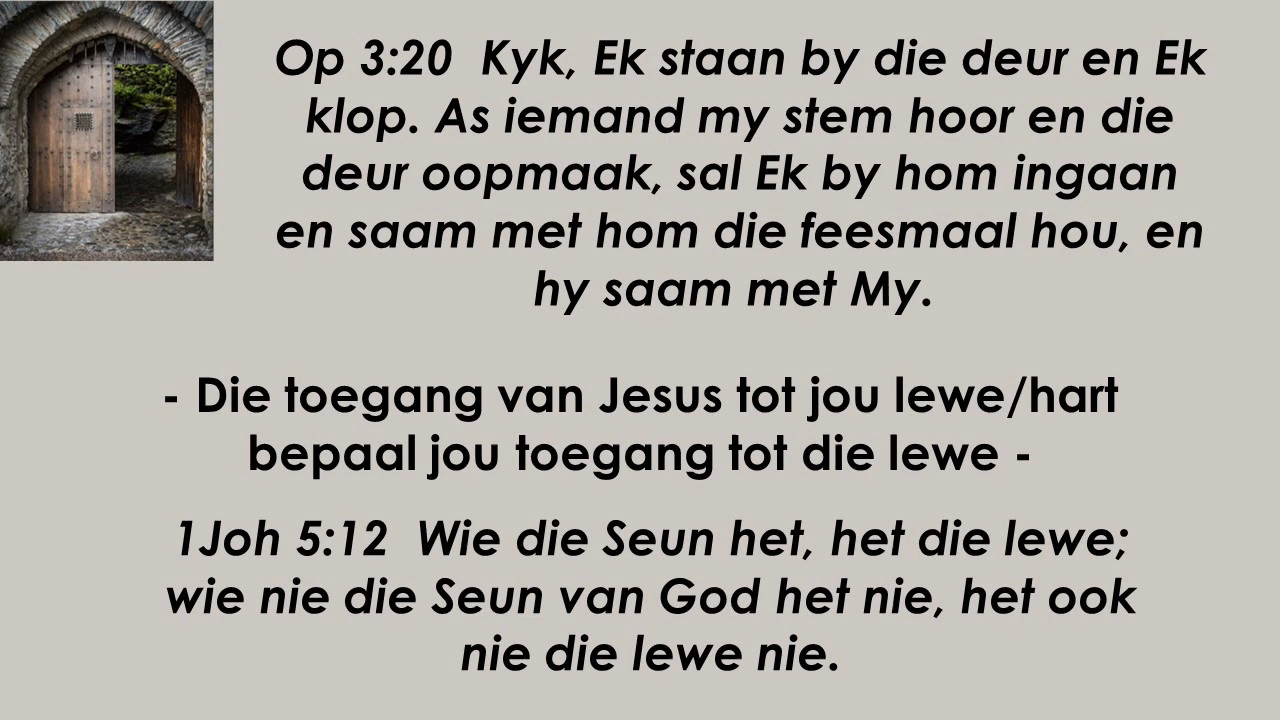 Op 3:20  Kyk, Ek staan by die deur en Ek
klop. As iemand my stem hoor en die
deur oopmaak, sal Ek by hom ingaan
en saam met hom die feesmaal hou, en
hy saam met My.
- Die toegang van Jesus tot jou lewe/hart
bepaal jou toegang tot die lewe -
1Joh 5:12  Wie die Seun het, het die lewe;
wie nie die Seun van God het nie, het ook
nie die lewe nie.